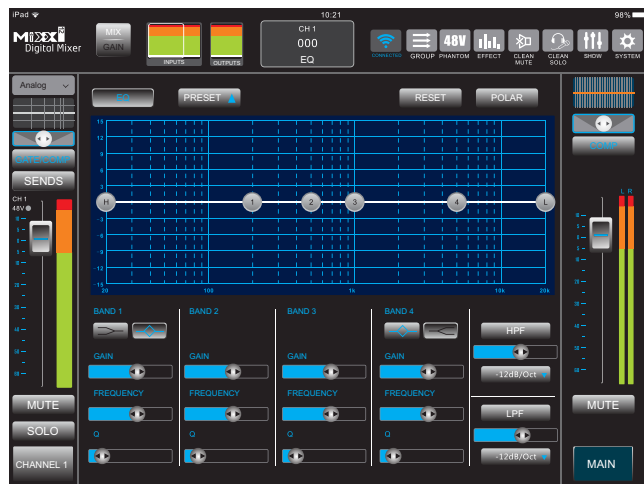 iPad
10:21
98%
MIDEX
Digital Mixer
MIX
GAIN
INPUTS
OUTPUTS
CH 1
000
EQ
CONNECTED
GROUP
48V
PHANTOM
EFFECT
CLEAN
MUTE
CLEAN
SOLO
SHOW
SYSTEM
Analog
GATE/COMP
SENDS
CH 1
48V
MUTE
SOLO
CHANNEL 1
EQ
PRESET
RESET
POLAR
15
12
9
6
3
0
-3
-6
-9
-12
-15
20
100
1k
10k
20k
H
1
2
3
4
L
BAND 1
BAND 2
BAND 3
BAND 4
HPF
GAIN
GAIN
GAIN
GAIN
-12dB/Oct
FREQUENCY
FREQUENCY
FREQUENCY
FREQUENCY
LPF
Q
Q
Q
Q
-12dB/Oct
COMP
L R
MUTE
MAIN